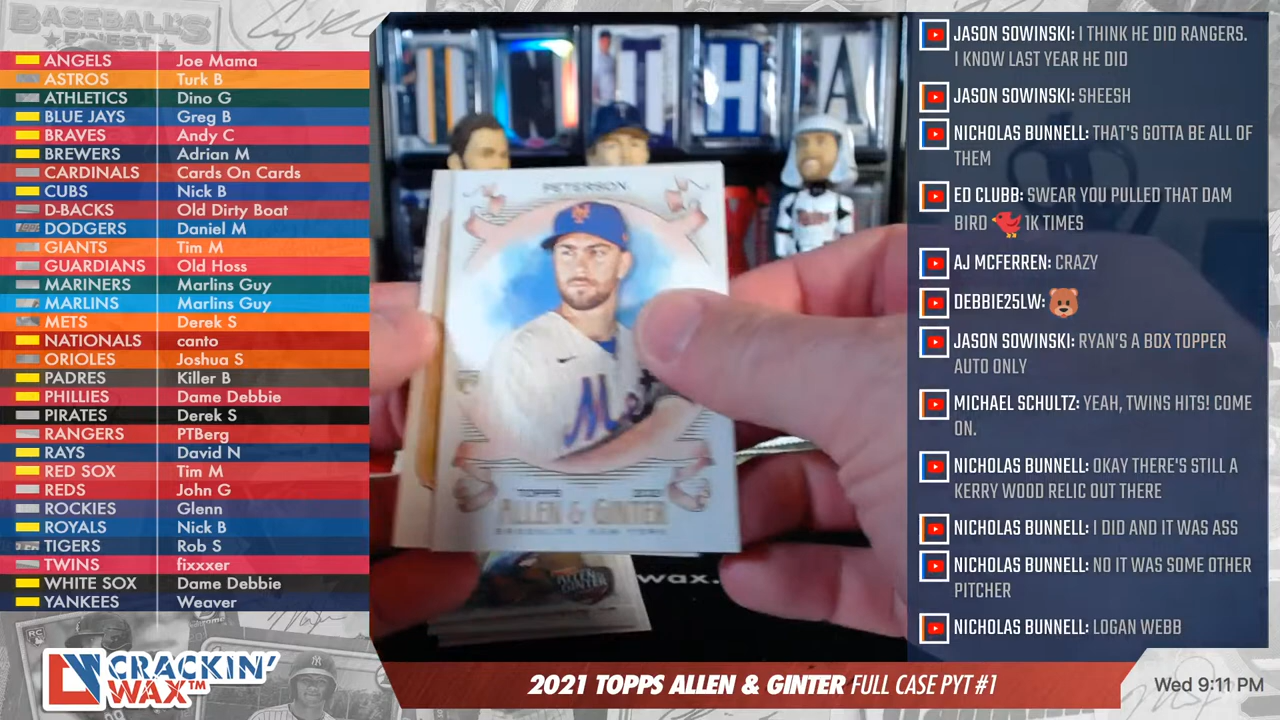 BASEBALL'S
FINEST
ANGELS Joe Mama
ASTROS Turk B
ATHLETICS Dino G
BLUE JAYS Greg B
BRAVES Andy C
BREWERS Adrian M
CARDINALS Cards On Cards
CUBS Nick B
D-BACKS Old Dirty Boat
DODGERS Daniel M
GIANTS Tim M
GUARDIANS Old Hoss
MARINERS Marlins Guy
MARLINS Marlins Guy
METS Derek S
NATIONALS canto
ORIOLES Joshua S
PADRES Killer B
PHILLIES Dame Debbie
PIRATES Derek S
RANGERS PTBerg
RAYS David N
RED SOX Tim M
REDS John G
ROCKIES Glenn
ROYALS Nick B
TIGERS Rob S
TWINS fixxxer
WHITE SOX Dame Debbie
YANKEES Weaver
RC
CRACKIN'
WAX™
T H A
PETERSON
TOPPS 2021
ALLEN & GINTER
BROOKLYN, NEW YORK
ALLEN
GINTER
wax.
JASON SOWINSKI: I THINK HE DID RANGERS.
I KNOW LAST YEAR HE DID
JASON SOWINSKI: SHEESH
NICHOLAS BUNNELL: THAT'S GOTTA BE ALL OF
THEM
ED CLUBB: SWEAR YOU PULLED THAT DAM
BIRD 1K TIMES
AJ MCFERREN: CRAZY
DEBBIE25LW:
JASON SOWINSKI: RYAN'S A BOX TOPPER
AUTO ONLY
MICHAEL SCHULTZ: YEAH, TWINS HITS! COME
ON.
NICHOLAS BUNNELL: OKAY THERE'S STILL A
KERRY WOOD RELIC OUT THERE
NICHOLAS BUNNELL: I DID AND IT WAS ASS
NICHOLAS BUNNELL: NO IT WAS SOME OTHER
PITCHER
NICHOLAS BUNNELL: LOGAN WEBB
2021 TOPPS ALLEN & GINTER FULL CASE PYT #1
Wed 9:11 PM